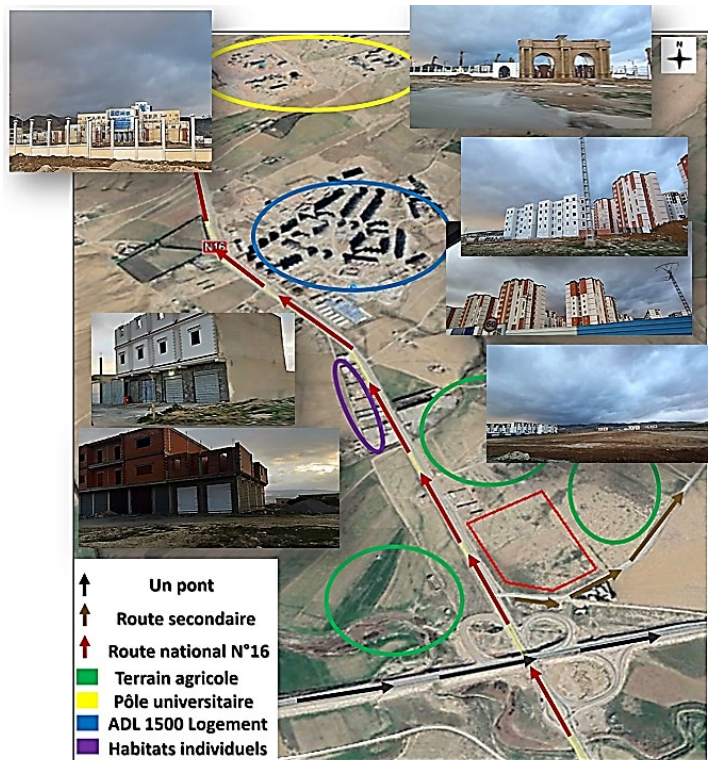 N
N16
Un pont
Route secondaire
Route national N°16
Terrain agricole
Pôle universitaire
ADL 1500 Logement
Habitats individuels